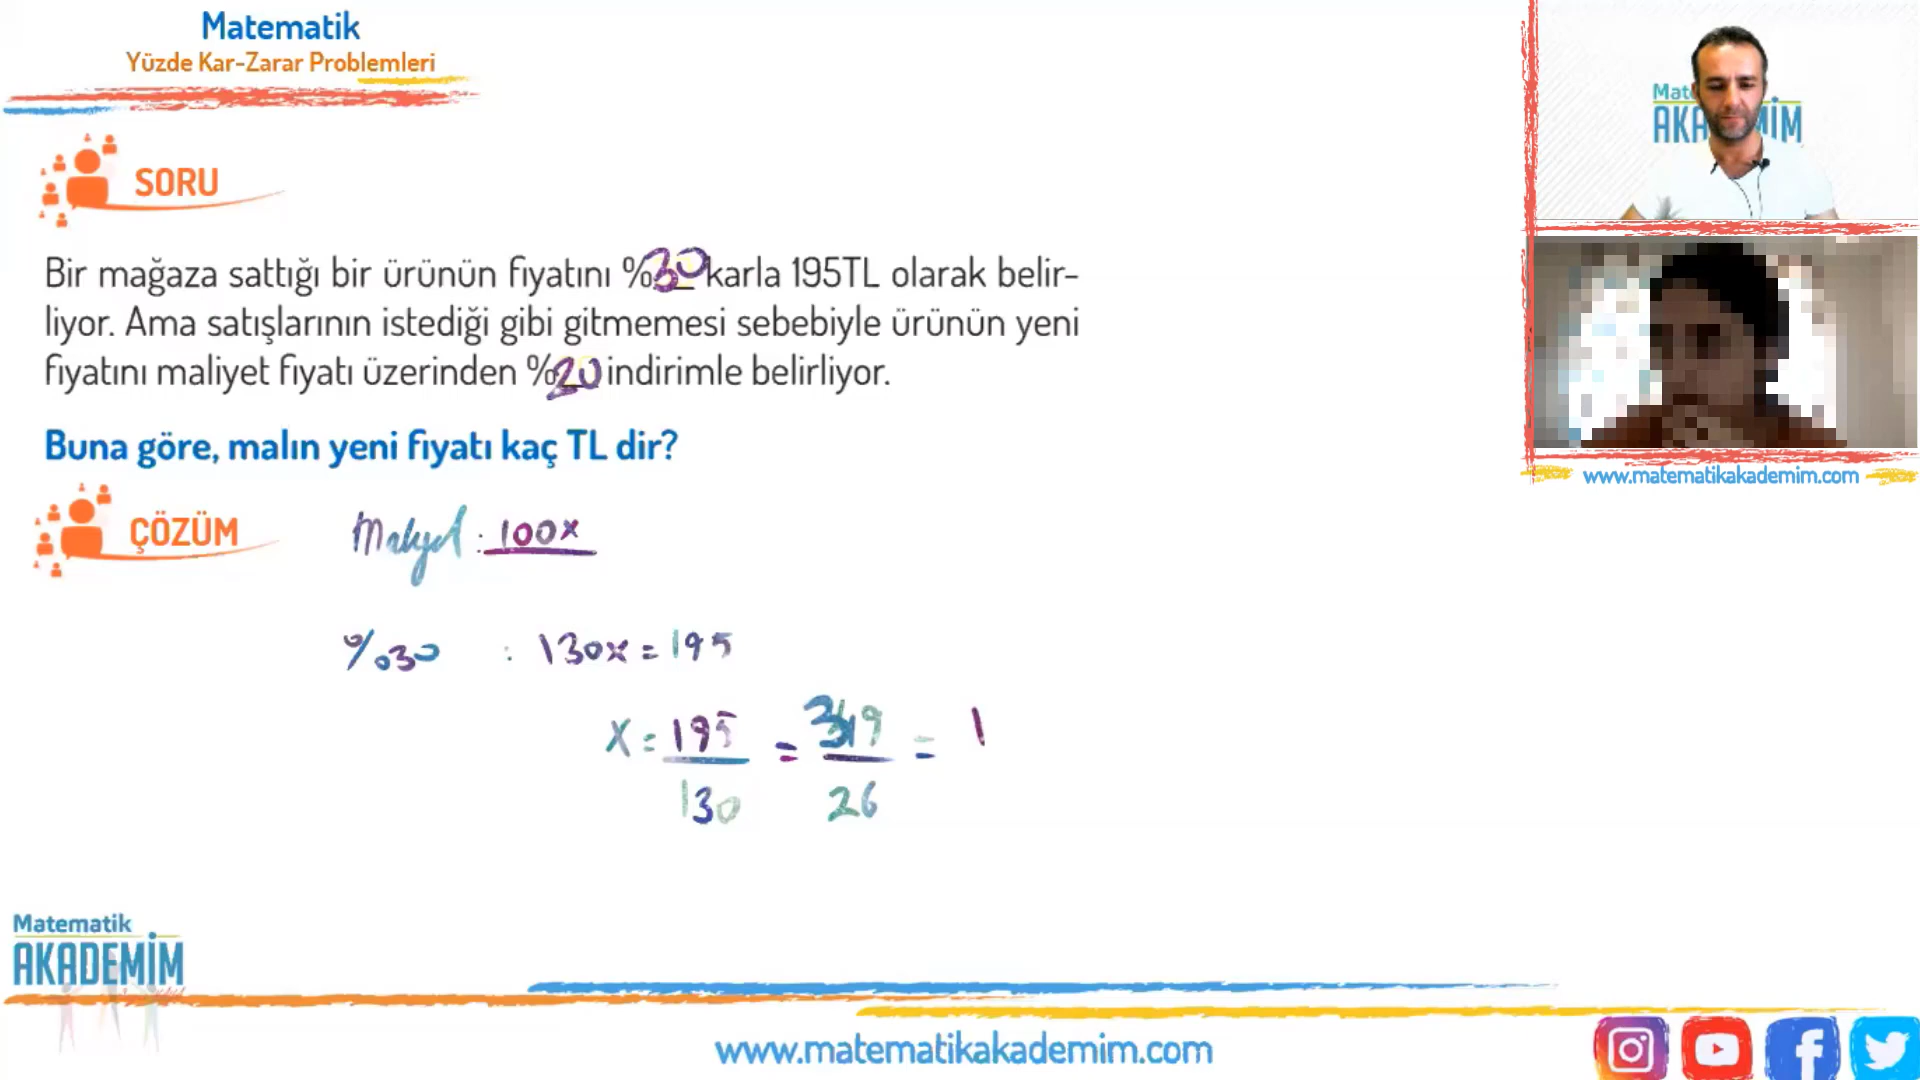 Matematik
Yüzde Kar-Zarar Problemleri
SORU
Bir mağaza sattığı bir ürünün fiyatını %30 karla 195TL olarak belir-
liyor. Ama satışlarının istediği gibi gitmemesi sebebiyle ürünün yeni
fiyatını maliyet fiyatı üzerinden %20 indirimle belirliyor.
Buna göre, malın yeni fiyatı kaç TL dir?
ÇÖZÜM
Maliyet : 100x
%30 : 130x = 195
x = 195/130 = 39/26 = 1
Matematik
AKADEMİM
www.matematikakademim.com
Mate
AKADEMİM
www.matematikakademim.com